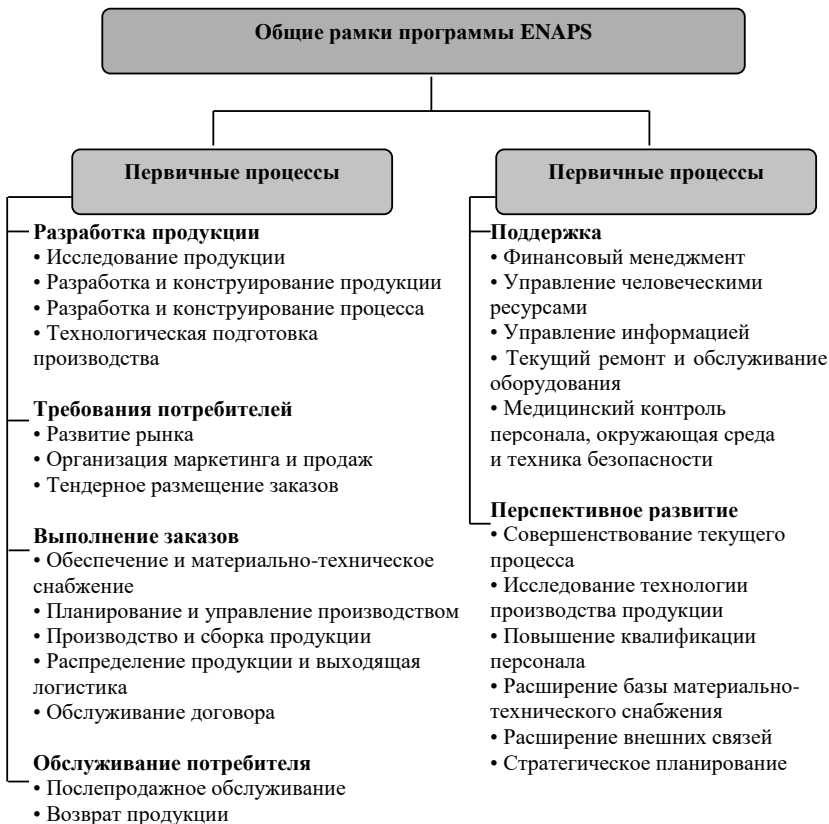 Общие рамки программы ENAPS
Первичные процессы
Разработка продукции
• Исследование продукции
• Разработка и конструирование продукции
• Разработка и конструирование процесса
• Технологическая подготовка
производства
Требования потребителей
• Развитие рынка
• Организация маркетинга и продаж
• Тендерное размещение заказов
Выполнение заказов
• Обеспечение и материально-техническое
снабжение
• Планирование и управление производством
• Производство и сборка продукции
• Распределение продукции и выходящая
логистика
• Обслуживание договора
Обслуживание потребителя
• Послепродажное обслуживание
• Возврат продукции
Первичные процессы
Поддержка
• Финансовый менеджмент
• Управление человеческими
ресурсами
• Управление информацией
• Текущий ремонт и обслуживание
оборудования
• Медицинский контроль
персонала, окружающая среда
и техника безопасности
Перспективное развитие
• Совершенствование текущего
процесса
• Исследование технологии
производства продукции
• Повышение квалификации
персонала
• Расширение базы материально-
технического снабжения
• Расширение внешних связей
• Стратегическое планирование